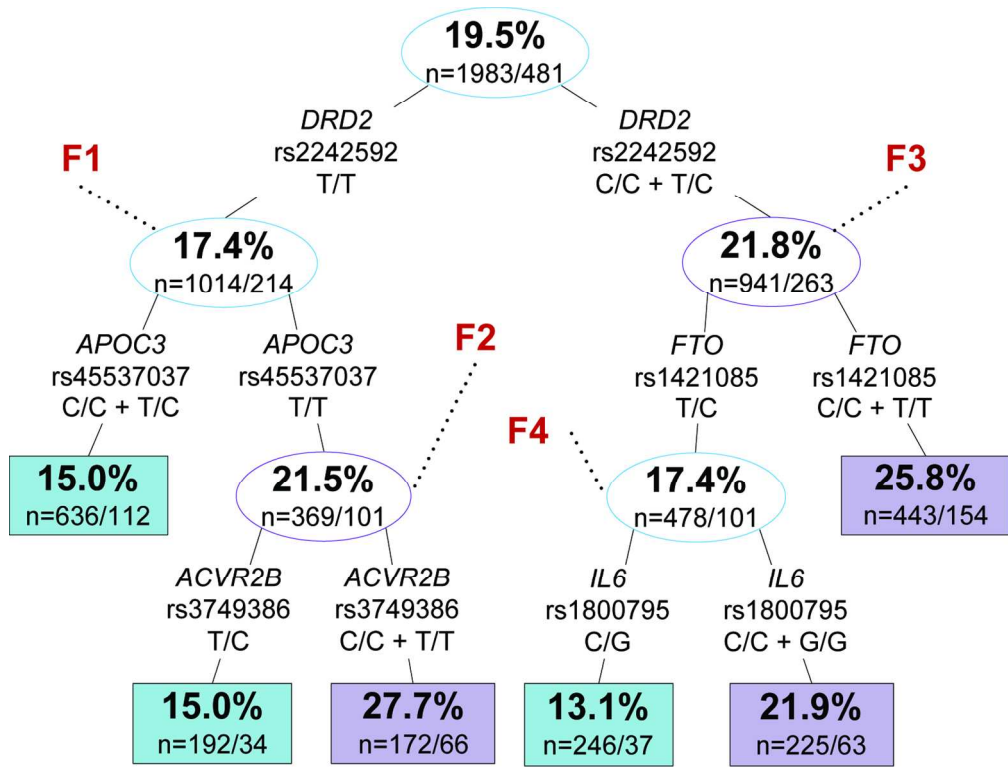 19.5%
n=1983/481
DRD2
rs2242592
T/T
DRD2
rs2242592
C/C + T/C
F1
F3
17.4%
n=1014/214
21.8%
n=941/263
APOC3
rs45537037
C/C + T/C
APOC3
rs45537037
T/T
F2
FTO
rs1421085
T/C
FTO
rs1421085
C/C + T/T
F4
15.0%
n=636/112
21.5%
n=369/101
17.4%
n=478/101
25.8%
n=443/154
ACVR2B
rs3749386
T/C
ACVR2B
rs3749386
C/C + T/T
IL6
rs1800795
C/G
IL6
rs1800795
C/C + G/G
15.0%
n=192/34
27.7%
n=172/66
13.1%
n=246/37
21.9%
n=225/63